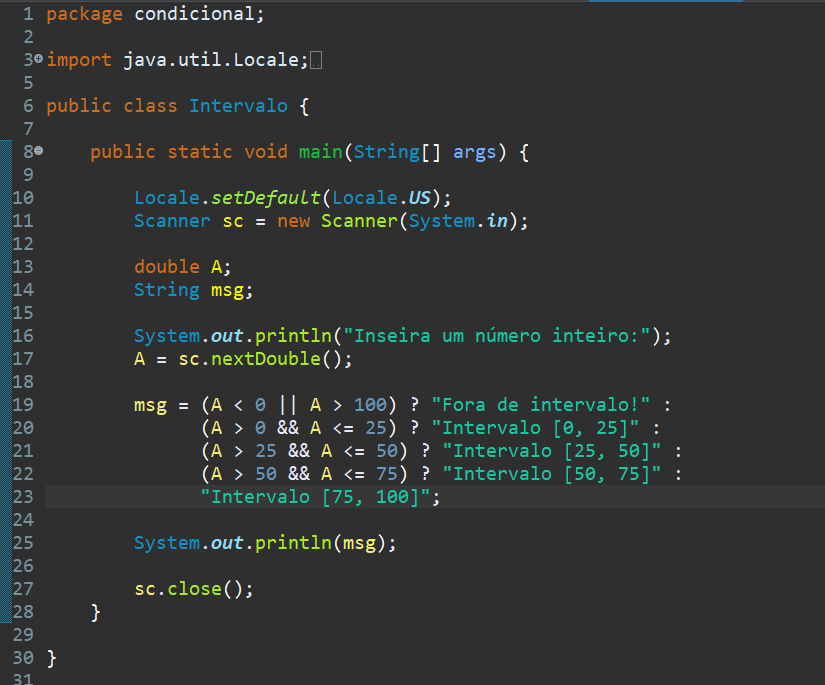 1 package condicional;
2
3 import java.util.Locale;
5
6 public class Intervalo {
7
8 public static void main(String[] args) {
9
10 Locale.setDefault(Locale.US);
11 Scanner sc = new Scanner(System.in);
12
13 double A;
14 String msg;
15
16 System.out.println("Inseira um número inteiro:");
17 A = sc.nextDouble();
18
19 msg = (A < 0 || A > 100) ? "Fora de intervalo!" :
20 (A > 0 && A <= 25) ? "Intervalo [0, 25]" :
21 (A > 25 && A <= 50) ? "Intervalo [25, 50]" :
22 (A > 50 && A <= 75) ? "Intervalo [50, 75]" :
23 "Intervalo [75, 100]";
24
25 System.out.println(msg);
26
27 sc.close();
28 }
29
30 }
31